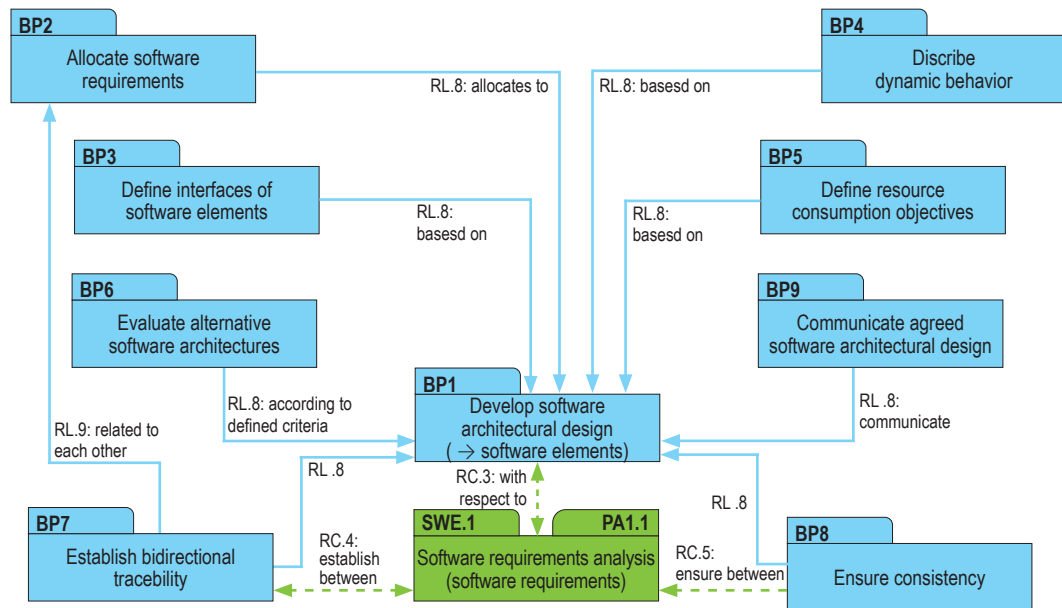 BP2
Allocate software
requirements
BP4
Discribe
dynamic behavior
RL.8: allocates to
RL.8: basesd on
BP3
Define interfaces of
software elements
BP5
Define resource
consumption objectives
RL.8:
basesd on
RL.8:
basesd on
BP6
Evaluate alternative
software architectures
BP9
Communicate agreed
software architectural design
BP1
Develop software
architectural design
( → software elements)
RL.8: according to
defined criteria
RL .8:
communicate
RL.9: related to
each other
RL .8
RC.3: with
respect to
RL .8
BP7
Establish bidirectional
tracebility
RC.4:
establish
between
SWE.1
PA1.1
Software requirements analysis
(software requirements)
RC.5:
ensure between
BP8
Ensure consistency